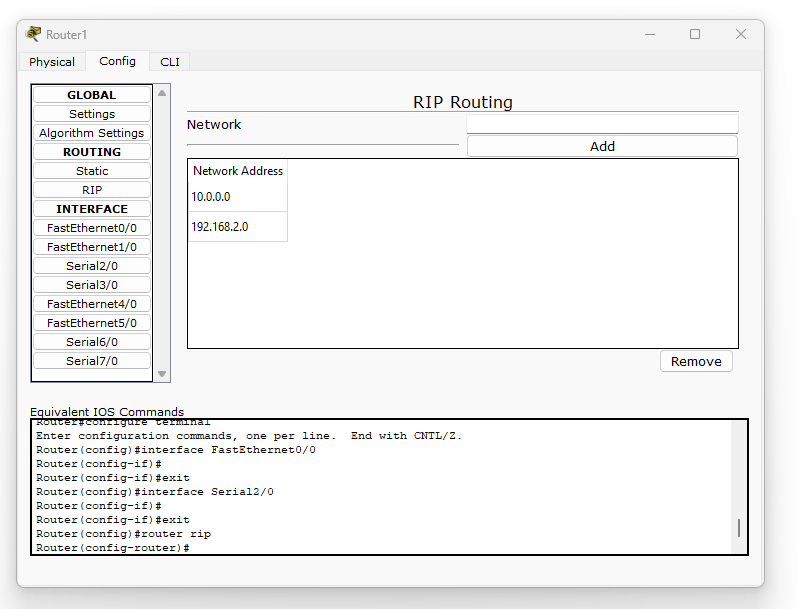 Router1
Physical
Config
CLI
GLOBAL
Settings
Algorithm Settings
ROUTING
Static
RIP
INTERFACE
FastEthernet0/0
FastEthernet1/0
Serial2/0
Serial3/0
FastEthernet4/0
FastEthernet5/0
Serial6/0
Serial7/0
RIP Routing
Network
Add
Network Address
10.0.0.0
192.168.2.0
Remove
Equivalent IOS Commands
Router#configure terminal
Enter configuration commands, one per line.  End with CNTL/Z.
Router(config)#interface FastEthernet0/0
Router(config-if)#
Router(config-if)#exit
Router(config)#interface Serial2/0
Router(config-if)#
Router(config-if)#exit
Router(config)#router rip
Router(config-router)#